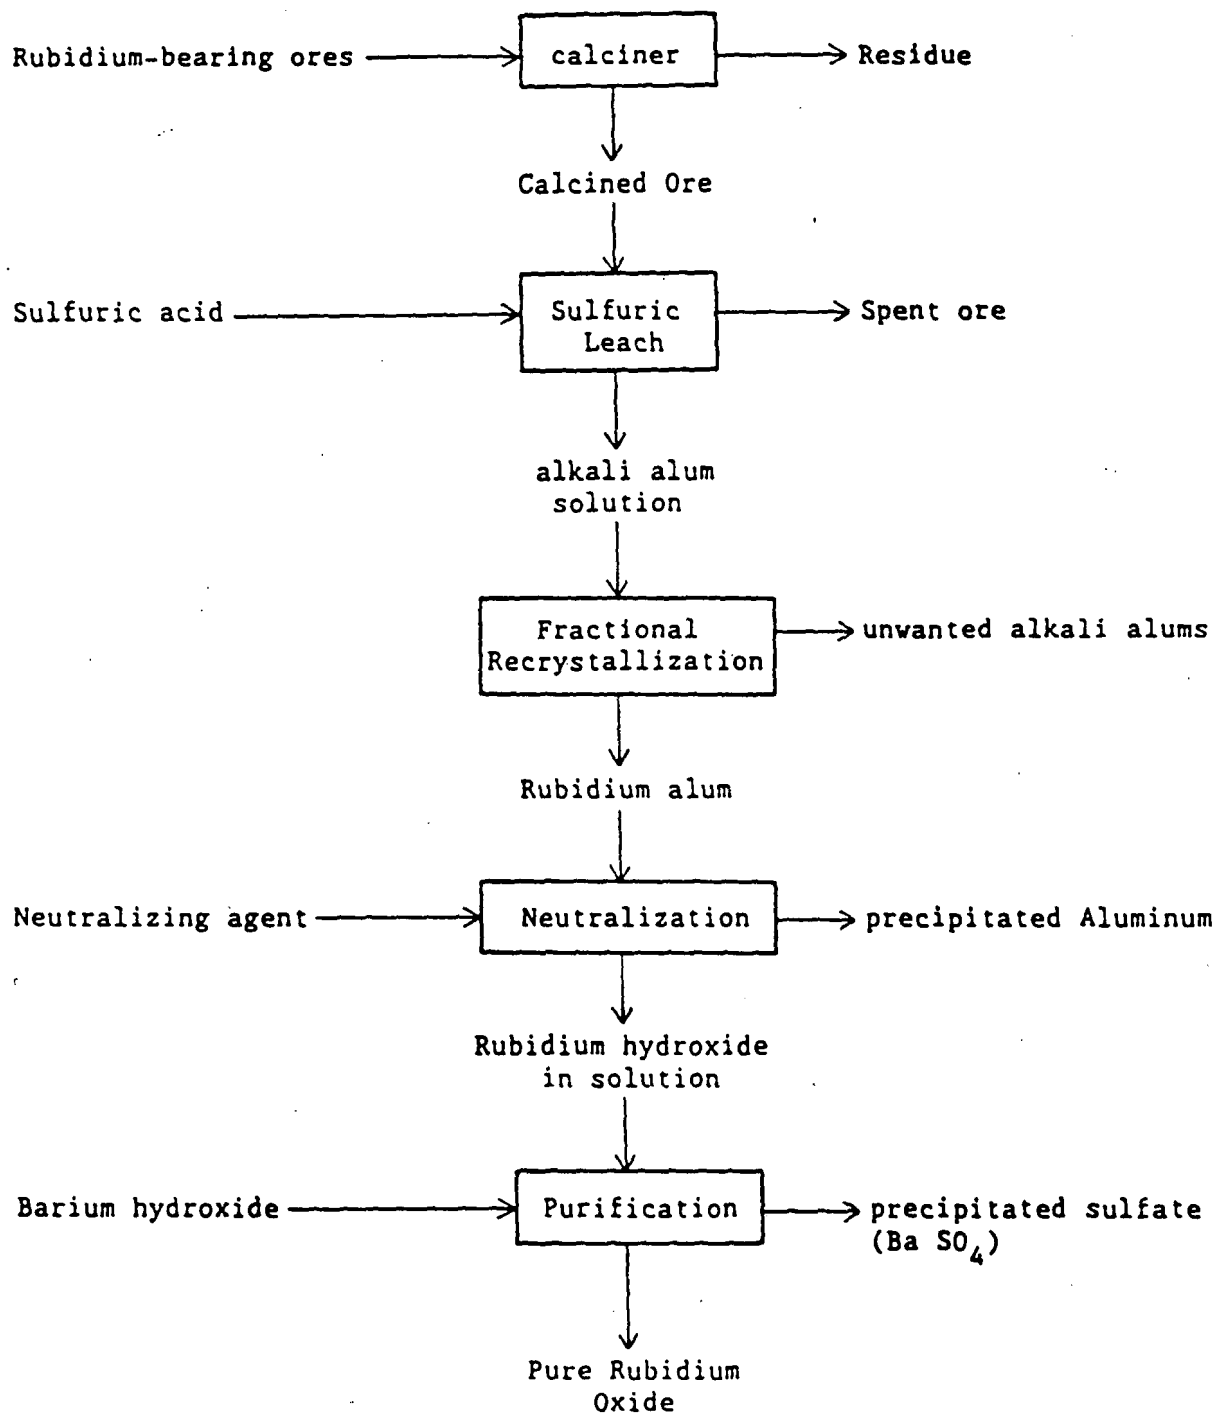 Rubidium-bearing ores
calciner
Residue
Calcined Ore
Sulfuric acid
Sulfuric
Leach
Spent ore
alkali alum
solution
Fractional
Recrystallization
unwanted alkali alums
Rubidium alum
Neutralizing agent
Neutralization
precipitated Aluminum
Rubidium hydroxide
in solution
Barium hydroxide
Purification
precipitated sulfate
(Ba SO₄)
Pure Rubidium
Oxide